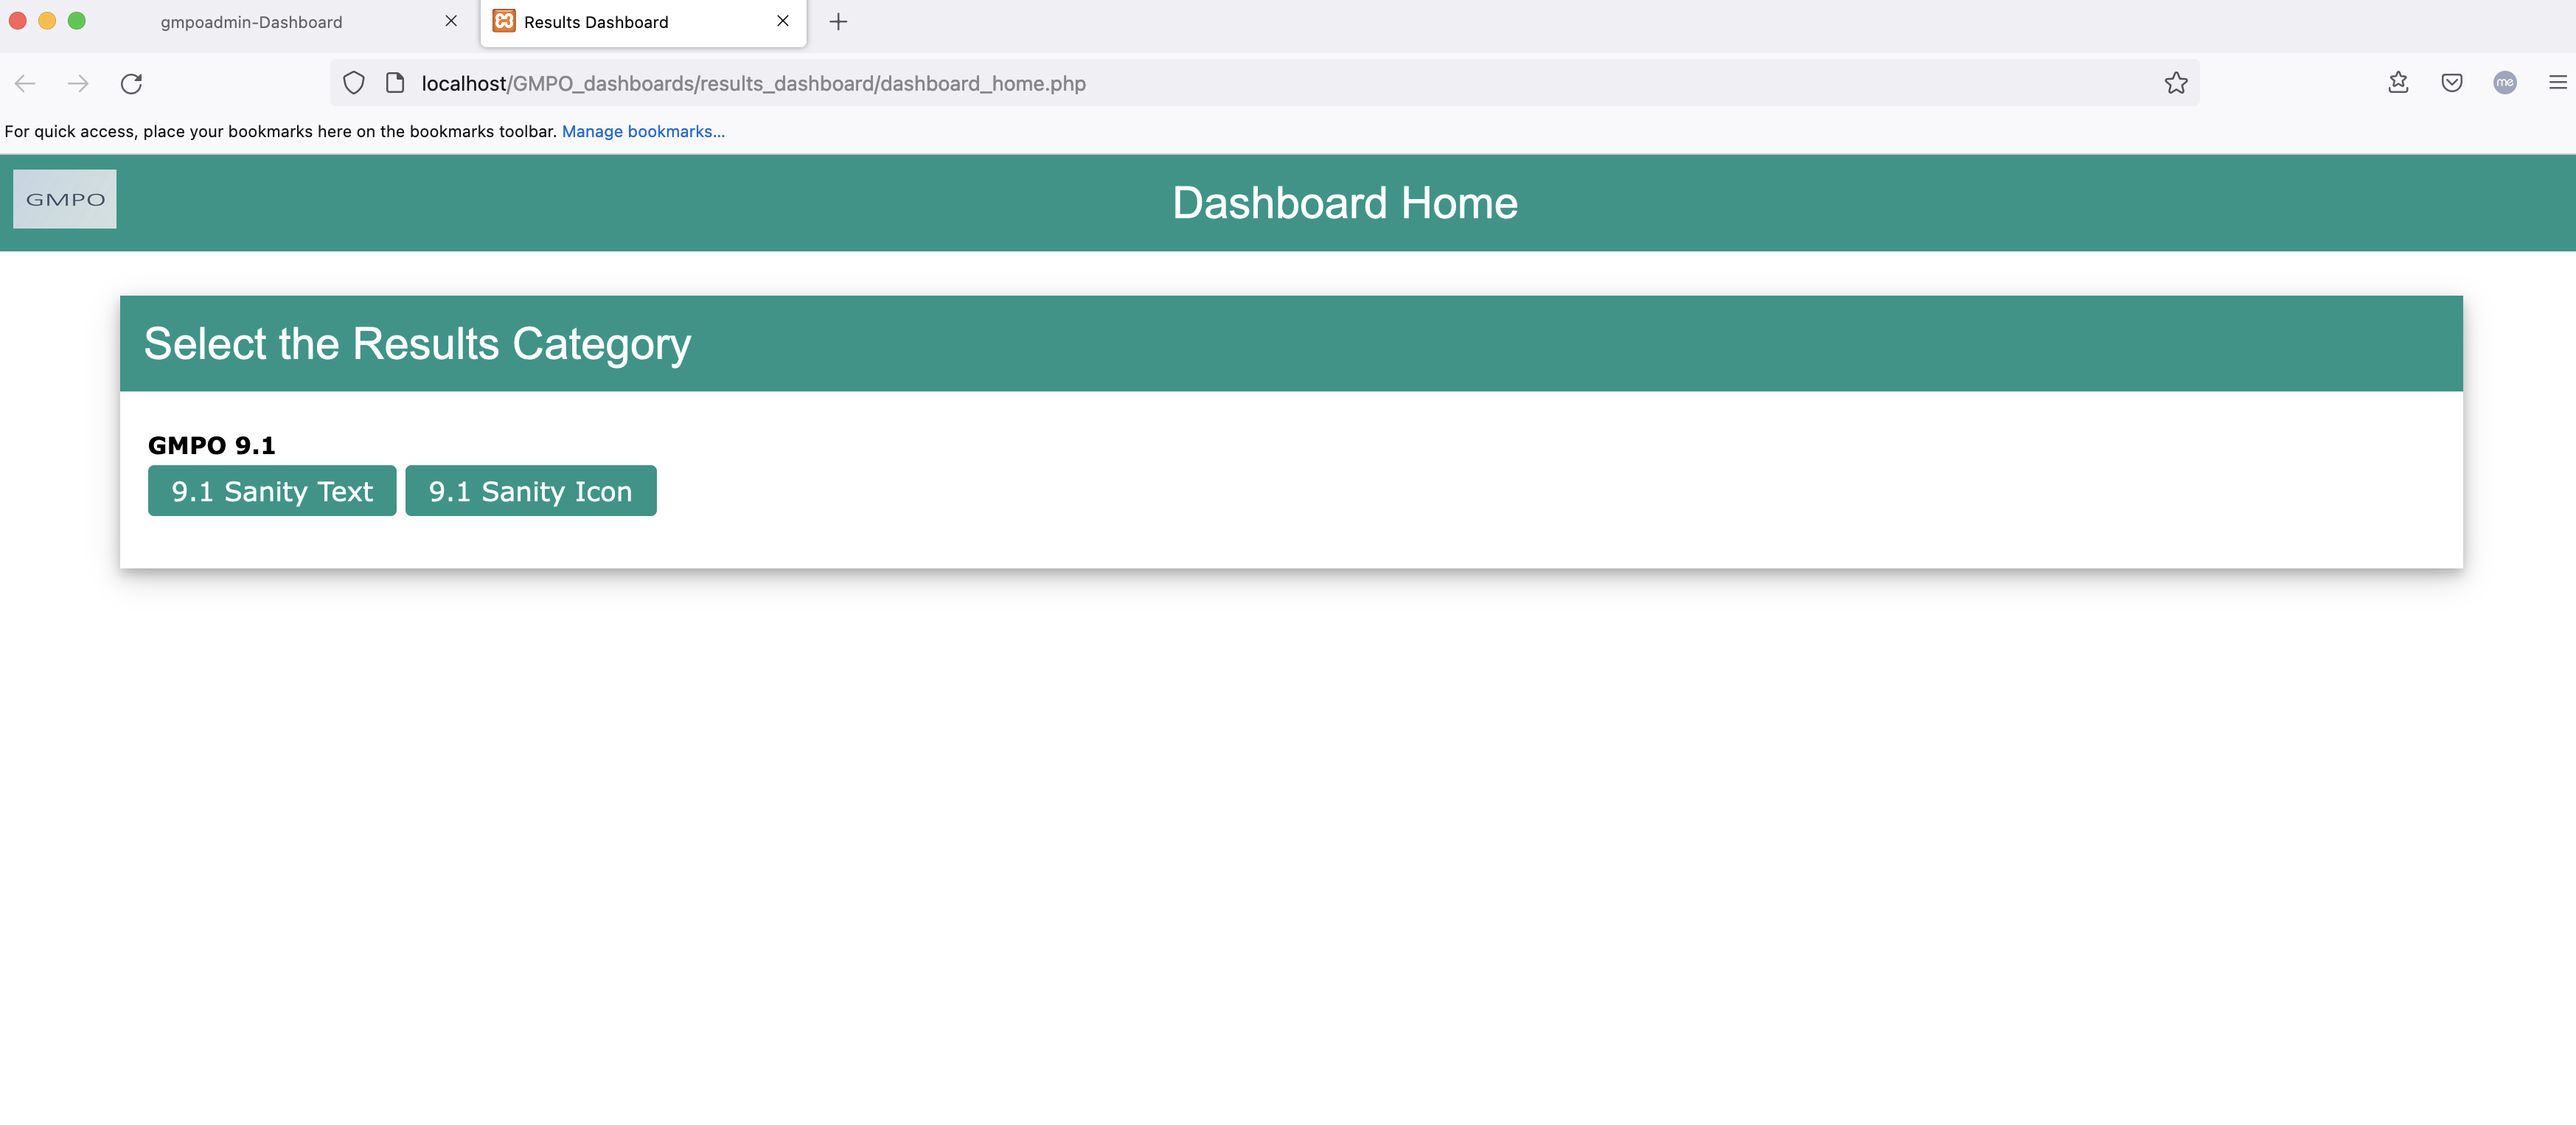 gmpoadmin-Dashboard
Results Dashboard
localhost/GMPO_dashboards/results_dashboard/dashboard_home.php
me
For quick access, place your bookmarks here on the bookmarks toolbar. Manage bookmarks...
GMPO
Dashboard Home
Select the Results Category
GMPO 9.1
9.1 Sanity Text
9.1 Sanity Icon